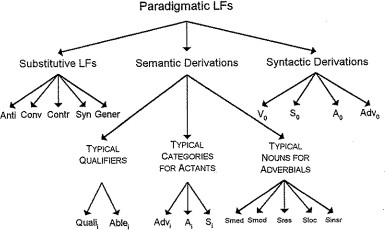 Paradigmatic LFs
Substitutive LFs Semantic Derivations Syntactic Derivations
Anti Conv Contr Syn Gener
V₀ S₀ A₀ Adv₀
TYPICAL QUALIFIERS
TYPICAL CATEGORIES FOR ACTANTS
TYPICAL NOUNS FOR ADVERBIALS
Qualiᵢ Ableᵢ
Advᵢ Aᵢ Sᵢ
Smed Smod Sres Sloc Sinsr